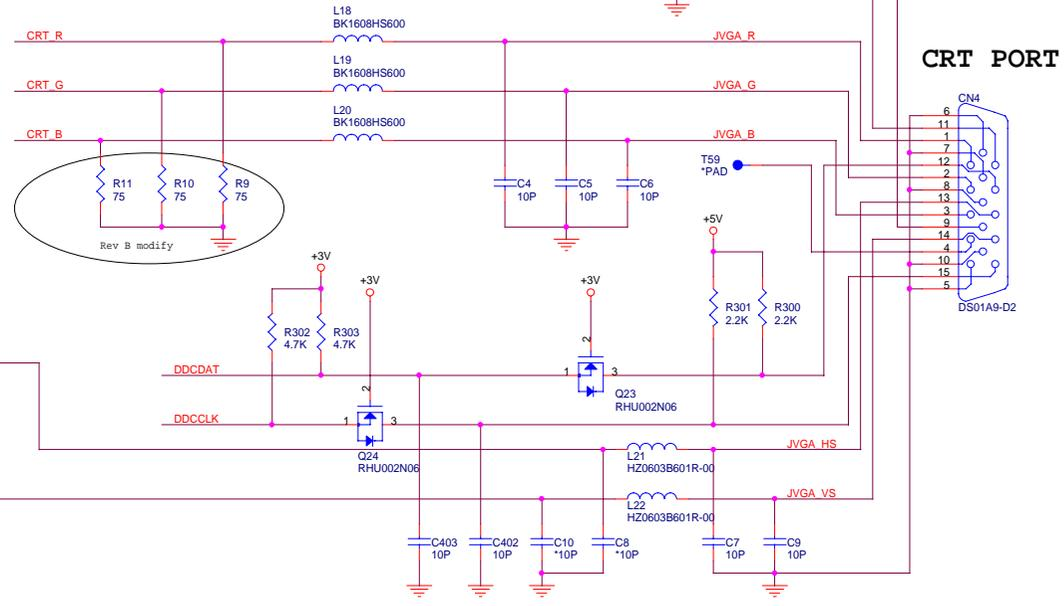 L18
BK1608HS600
CRT_R
JVGA_R
CRT PORT
L19
BK1608HS600
CRT_G
JVGA_G
CN4
L20
BK1608HS600
CRT_B
JVGA_B
6
11
1
7
12
2
8
13
3
9
14
4
10
15
5
DS01A9-D2
T59
*PAD
R11
75
R10
75
R9
75
Rev B modify
C4
10P
C5
10P
C6
10P
+5V
+3V
+3V
+3V
R302
4.7K
R303
4.7K
R301
2.2K
R300
2.2K
DDCDAT
1
2
3
Q23
RHU002N06
DDCCLK
1
2
3
Q24
RHU002N06
L21
HZ0603B601R-00
JVGA_HS
L22
HZ0603B601R-00
JVGA_VS
C403
10P
C402
10P
C10
*10P
C8
*10P
C7
10P
C9
10P